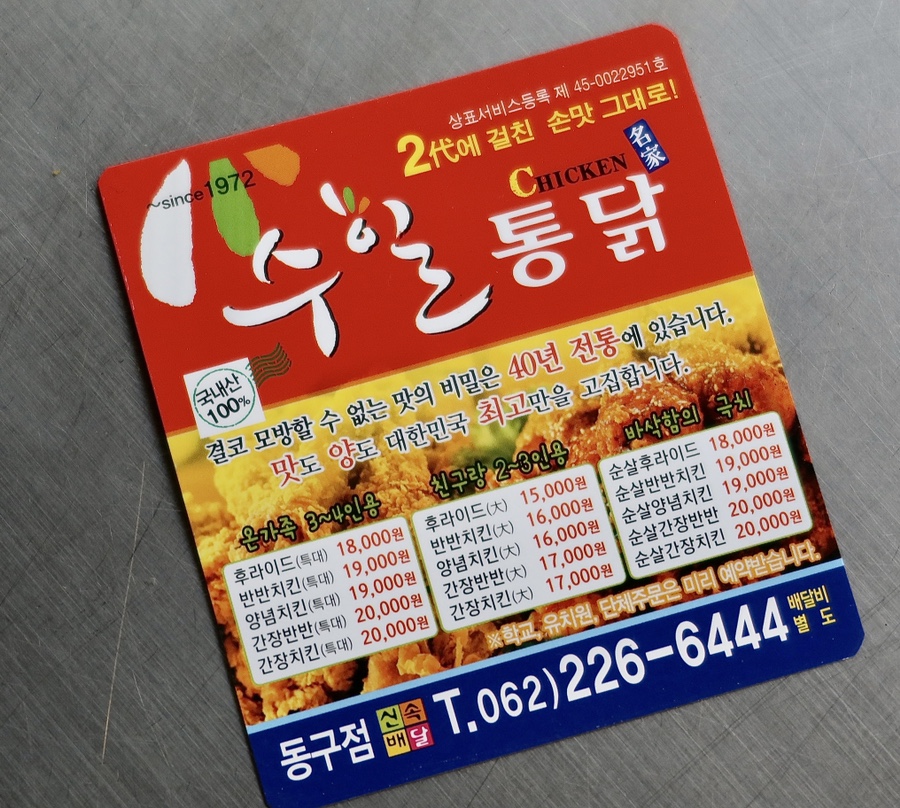 상표서비스등록 제 45-0022951호
2代에 걸친 손맛 그대로!
~since1972
CHICKEN 名家
수일통닭
국내산
100%
결코 모방할 수 없는 맛의 비밀은 40년 전통에 있습니다.
맛도 양도 대한민국 최고만을 고집합니다.
온가족 3~4인용
후라이드(특대) 18,000원
반반치킨(특대) 19,000원
양념치킨(특대) 19,000원
간장반반(특대) 20,000원
간장치킨(특대) 20,000원
친구랑 2~3인용
후라이드(大) 15,000원
반반치킨(大) 16,000원
양념치킨(大) 16,000원
간장반반(大) 17,000원
간장치킨(大) 17,000원
바삭함의 극치
순살후라이드 18,000원
순살반반치킨 19,000원
순살양념치킨 19,000원
순살간장반반 20,000원
순살간장치킨 20,000원
※학교, 유치원, 단체주문은 미리 예약받습니다.
동구점 신속배달 T.062)226-6444 배달비 별도